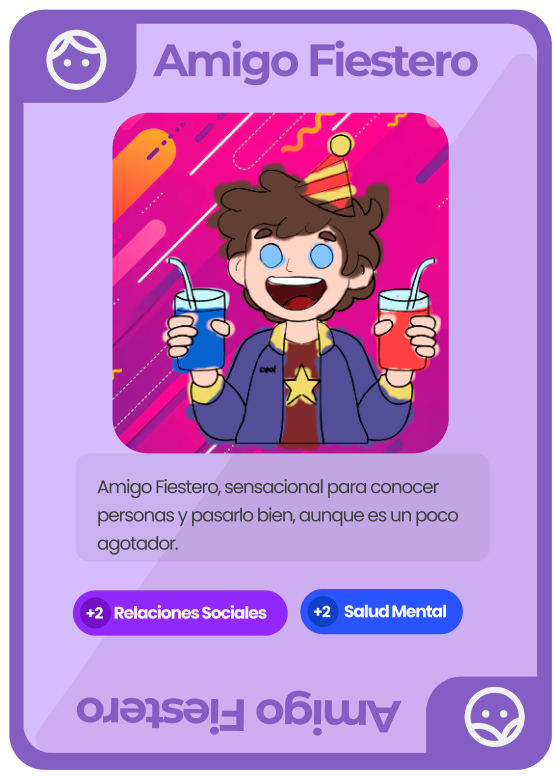 Amigo Fiestero
Amigo Fiestero, sensacional para conocer
personas y pasarlo bien, aunque es un poco
agotador.
+2 Relaciones Sociales
+2 Salud Mental
Amigo Fiestero